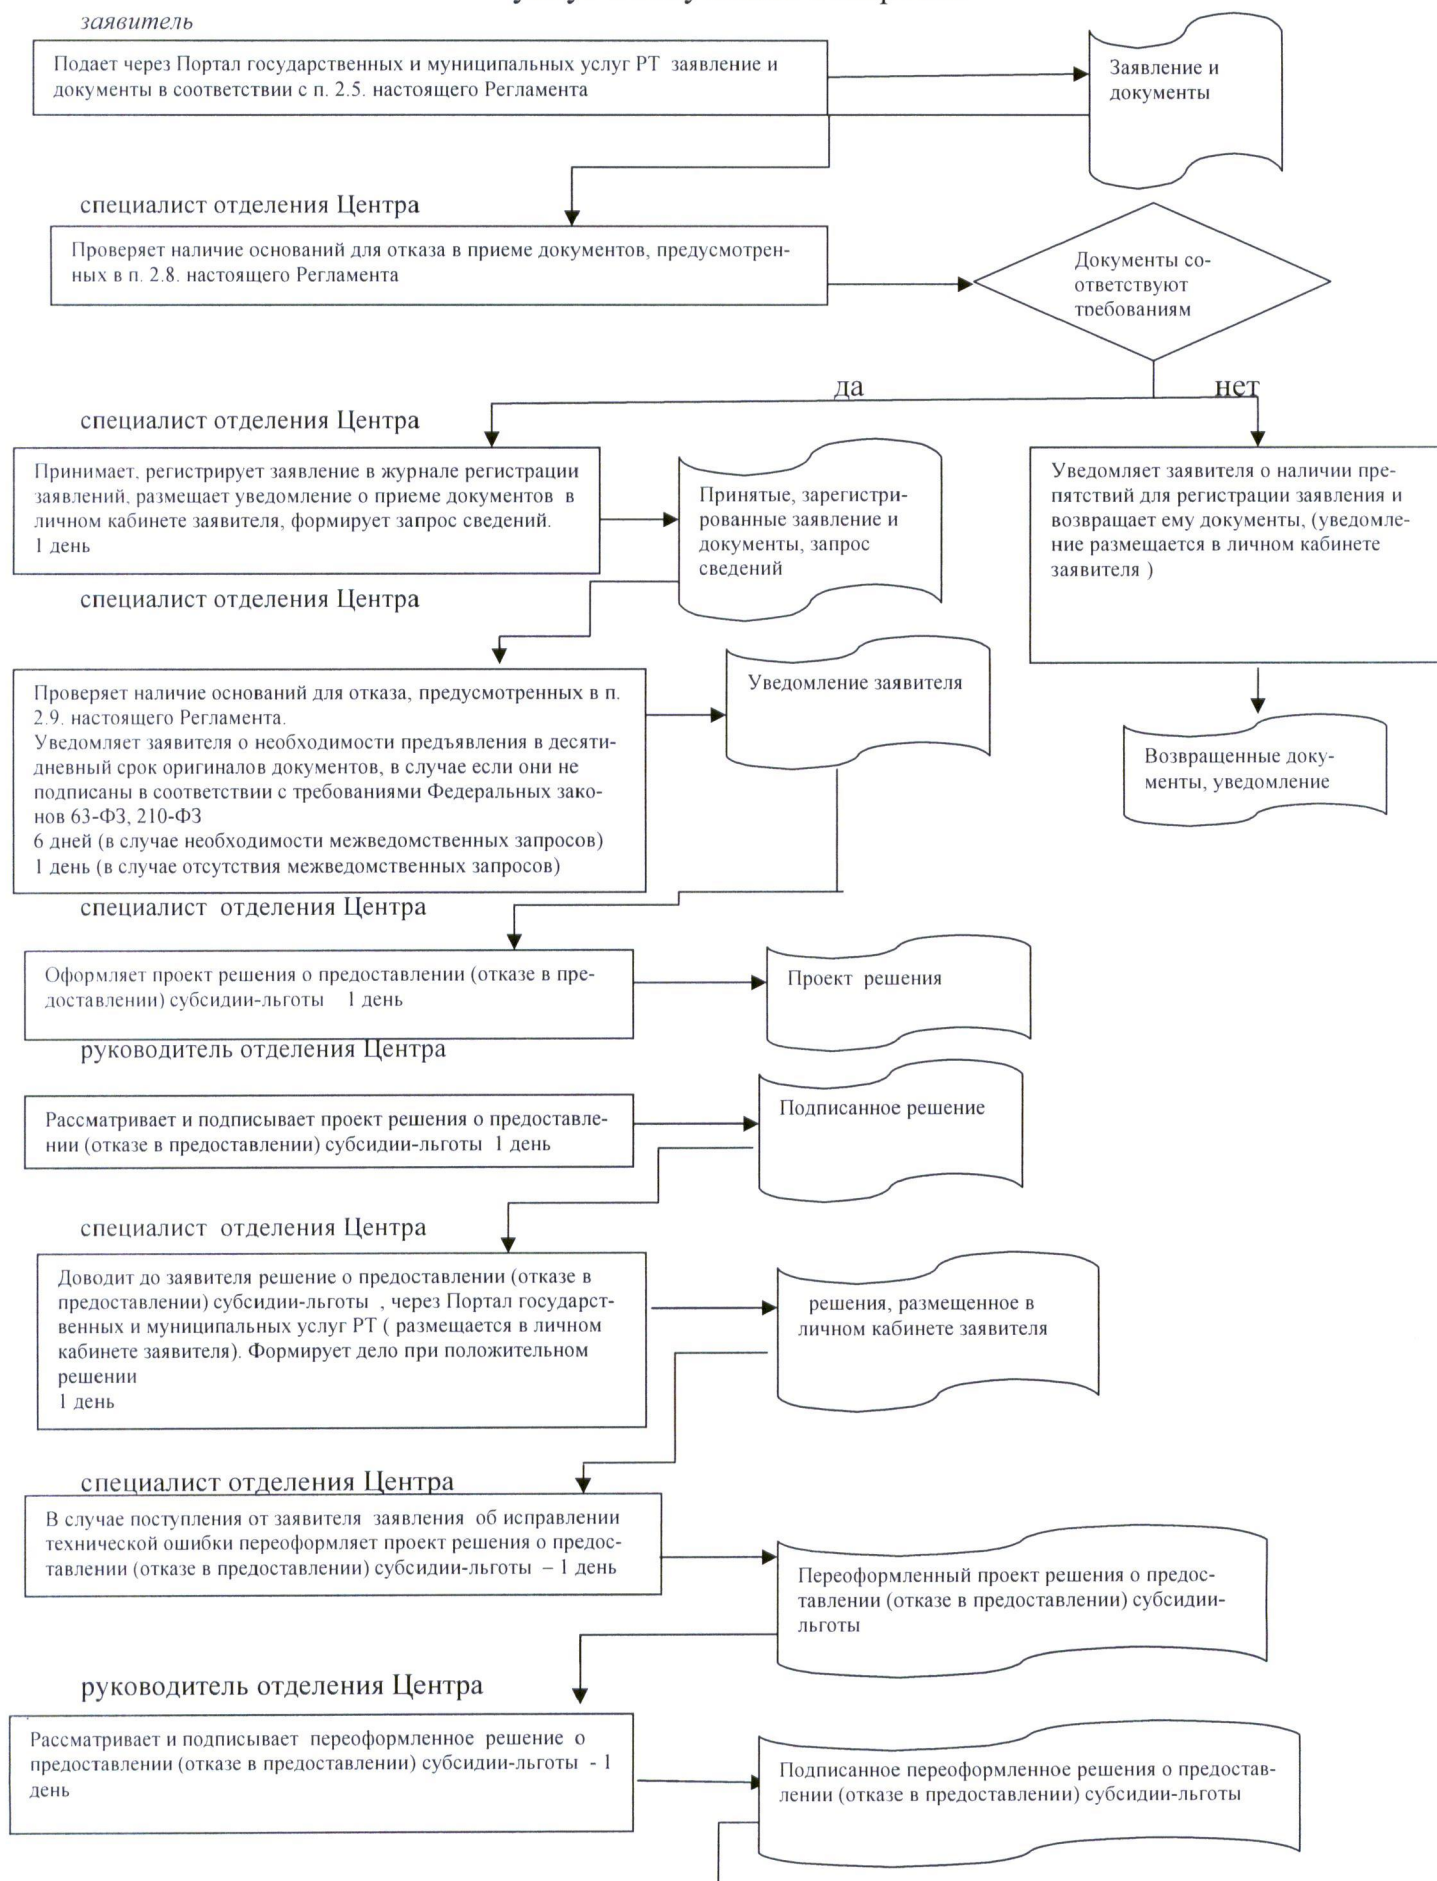 заявитель
Подает через Портал государственных и муниципальных услуг РТ заявление и
документы в соответствии с п. 2.5. настоящего Регламента
Заявление и
документы
специалист отделения Центра
Проверяет наличие оснований для отказа в приеме документов, предусмотрен-
ных в п. 2.8. настоящего Регламента
Документы со-
ответствуют
требованиям
да
нет
специалист отделения Центра
Принимает, регистрирует заявление в журнале регистрации
заявлений, размещает уведомление о приеме документов в
личном кабинете заявителя, формирует запрос сведений.
1 день
Принятые, зарегистри-
рованные заявление и
документы, запрос
сведений
Уведомляет заявителя о наличии пре-
пятствий для регистрации заявления и
возвращает ему документы, (уведомле-
ние размещается в личном кабинете
заявителя )
специалист отделения Центра
Проверяет наличие оснований для отказа, предусмотренных в п.
2.9. настоящего Регламента.
Уведомляет заявителя о необходимости предъявления в десяти-
дневный срок оригиналов документов, в случае если они не
подписаны в соответствии с требованиями Федеральных зако-
нов 63-ФЗ, 210-ФЗ
6 дней (в случае необходимости межведомственных запросов)
1 день (в случае отсутствия межведомственных запросов)
Уведомление заявителя
Возвращенные доку-
менты, уведомление
специалист отделения Центра
Оформляет проект решения о предоставлении (отказе в пре-
доставлении) субсидии-льготы 1 день
Проект решения
руководитель отделения Центра
Рассматривает и подписывает проект решения о предоставле-
нии (отказе в предоставлении) субсидии-льготы 1 день
Подписанное решение
специалист отделения Центра
Доводит до заявителя решение о предоставлении (отказе в
предоставлении) субсидии-льготы , через Портал государст-
венных и муниципальных услуг РТ ( размещается в личном
кабинете заявителя). Формирует дело при положительном
решении
1 день
решения, размещенное в
личном кабинете заявителя
специалист отделения Центра
В случае поступления от заявителя заявления об исправлении
технической ошибки переоформляет проект решения о предос-
тавлении (отказе в предоставлении) субсидии-льготы – 1 день
Переоформленный проект решения о предос-
тавлении (отказе в предоставлении) субсидии-
льготы
руководитель отделения Центра
Рассматривает и подписывает переоформленное решение о
предоставлении (отказе в предоставлении) субсидии-льготы - 1
день
Подписанное переоформленное решения о предостав-
лении (отказе в предоставлении) субсидии-льготы